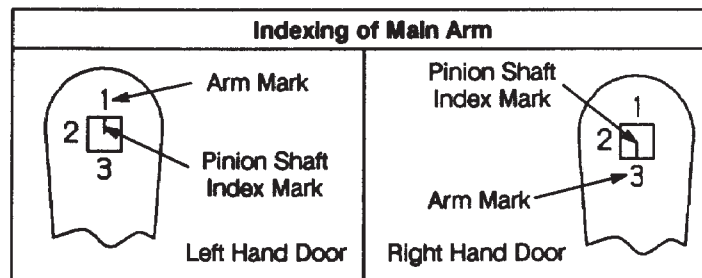 Indexing of Main Arm
1
Arm Mark
2
3
Pinion Shaft
Index Mark
Left Hand Door
Pinion Shaft
Index Mark
1
2
3
Arm Mark
Right Hand Door